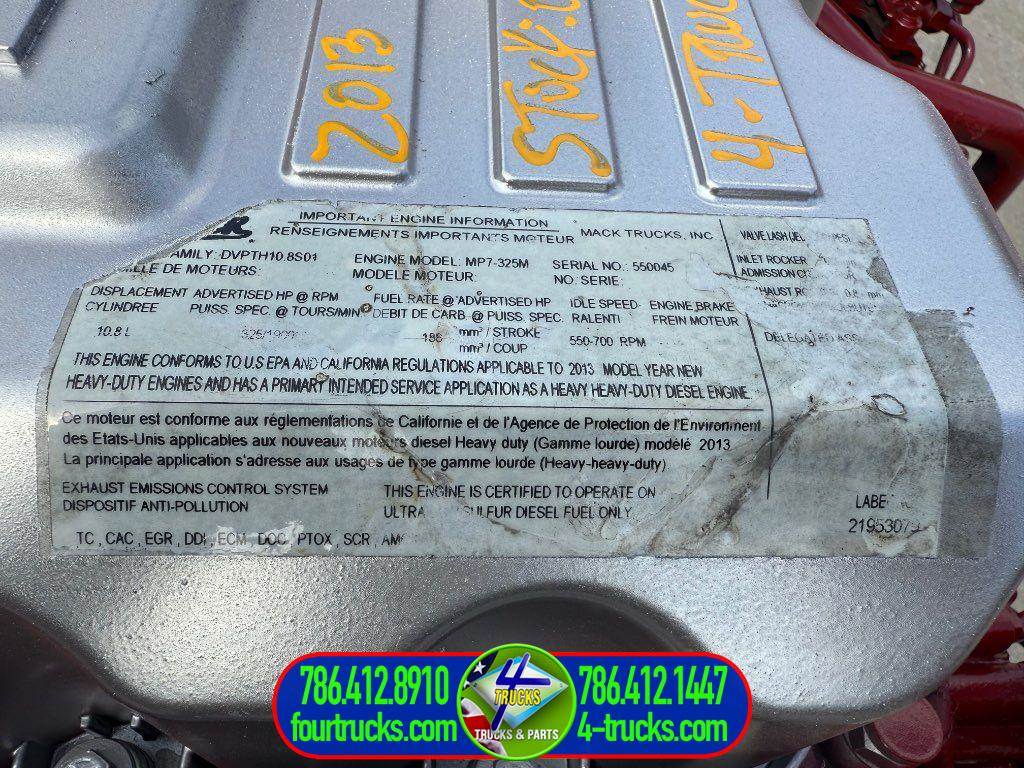 2013
STOCK:
4-TRUC
IMPORTANT ENGINE INFORMATION
RENSEIGNEMENTS IMPORTANTS MOTEUR
MACK TRUCKS, INC
VALVE LASH
FAMILY: DVPTH10.8S01 ENGINE MODEL: MP7-325M SERIAL NO: 550045
DE MOTEURS: MODELE MOTEUR: NO. SERIE:
INLET ROCKER
ADMISSION
DISPLACEMENT ADVERTISED HP @ RPM FUEL RATE @ ADVERTISED HP IDLE SPEED ENGINE BRAKE
CYLINDREE PUISS. SPEC. @ TOURS/MIN DEBIT DE CARB @ PUISS. SPEC. RALENTI FREIN MOTEUR
10.8 L 186 mm³ / STROKE 550-700 RPM
mm³ / COUP
THIS ENGINE CONFORMS TO U.S EPA AND CALIFORNIA REGULATIONS APPLICABLE TO 2013 MODEL YEAR NEW
HEAVY-DUTY ENGINES AND HAS A PRIMARY INTENDED SERVICE APPLICATION AS A HEAVY HEAVY-DUTY DIESEL ENGINE.
Ce moteur est conforme aux réglementations de Californie et de l'Agence de Protection de l'Environment
des Etats-Unis applicables aux nouveaux moteurs diesel Heavy duty (Gamme lourde) modéle 2013
La principale application s'adresse aux usages de type gamme lourde (Heavy-heavy-duty)
EXHAUST EMISSIONS CONTROL SYSTEM
DISPOSITIF ANTI-POLLUTION
THIS ENGINE IS CERTIFIED TO OPERATE ON
ULTRA SULFUR DIESEL FUEL ONLY
TC, CAC, EGR, DDI, ECM, DOC, PTOX, SCR,
LABEL
21953079
786.412.8910
fourtrucks.com
4
TRUCKS
TRUCKS & PARTS
786.412.1447
4-trucks.com